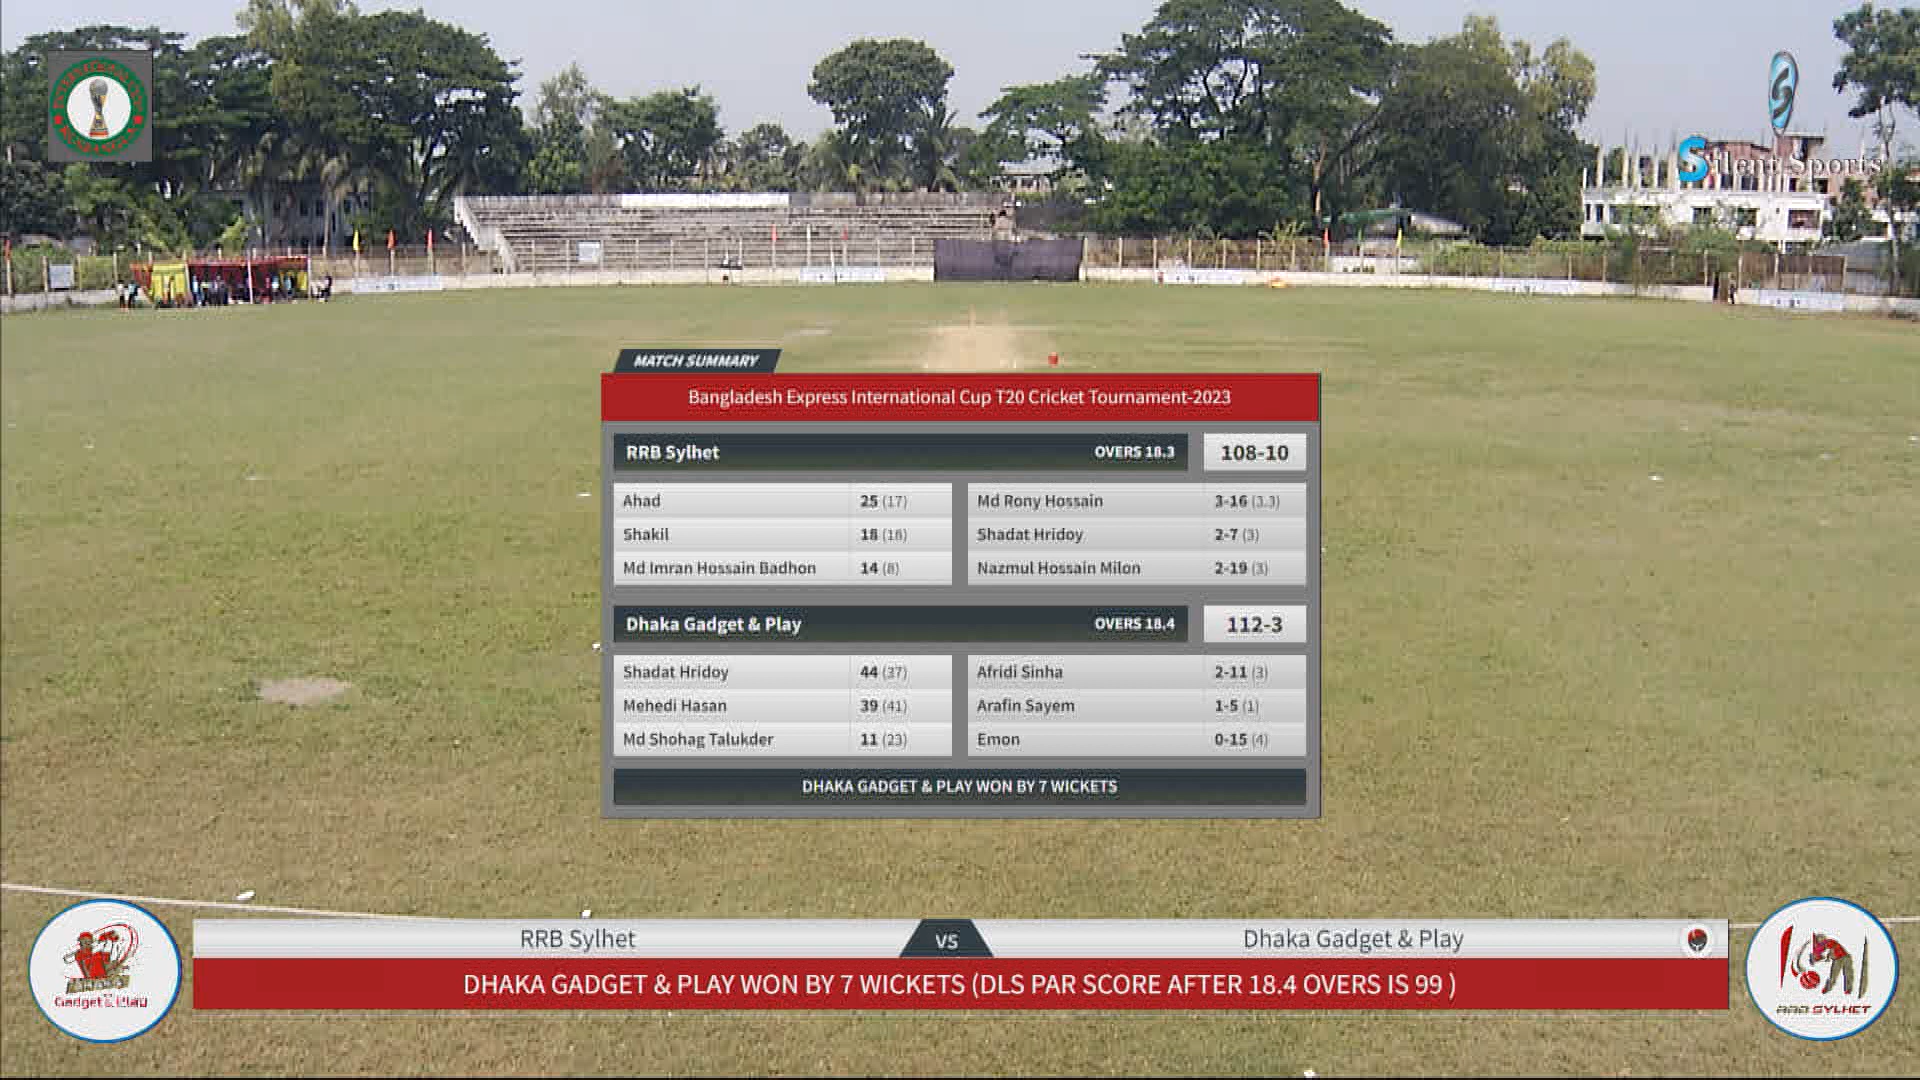 Silent Sports
MATCH SUMMARY
Bangladesh Express International Cup T20 Cricket Tournament-2023
RRB Sylhet OVERS 18.3 108-10
Ahad 25 (17) Md Rony Hossain 3-16 (3.3)
Shakil 18 (18) Shadat Hridoy 2-7 (3)
Md Imran Hossain Badhon 14 (8) Nazmul Hossain Milon 2-19 (3)
Dhaka Gadget & Play OVERS 18.4 112-3
Shadat Hridoy 44 (37) Afridi Sinha 2-11 (3)
Mehedi Hasan 39 (41) Arafin Sayem 1-5 (1)
Md Shohag Talukder 11 (23) Emon 0-15 (4)
DHAKA GADGET & PLAY WON BY 7 WICKETS
RRB Sylhet VS Dhaka Gadget & Play
DHAKA GADGET & PLAY WON BY 7 WICKETS (DLS PAR SCORE AFTER 18.4 OVERS IS 99 )
DHAKA
Gadget & Play
RRB SYLHET